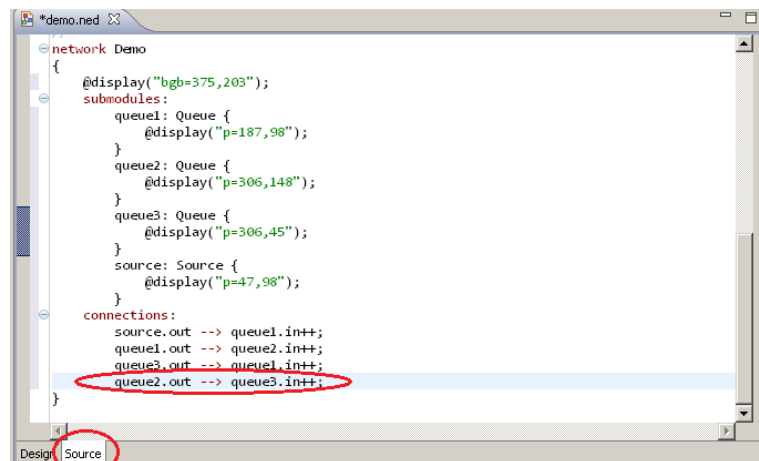 *demo.ned
//
network Demo
{
    @display("bgb=375,203");
    submodules:
        queue1: Queue {
            @display("p=187,98");
        }
        queue2: Queue {
            @display("p=306,148");
        }
        queue3: Queue {
            @display("p=306,45");
        }
        source: Source {
            @display("p=47,98");
        }
    connections:
        source.out --> queue1.in++;
        queue1.out --> queue2.in++;
        queue3.out --> queue1.in++;
        queue2.out --> queue3.in++;
}
Design Source